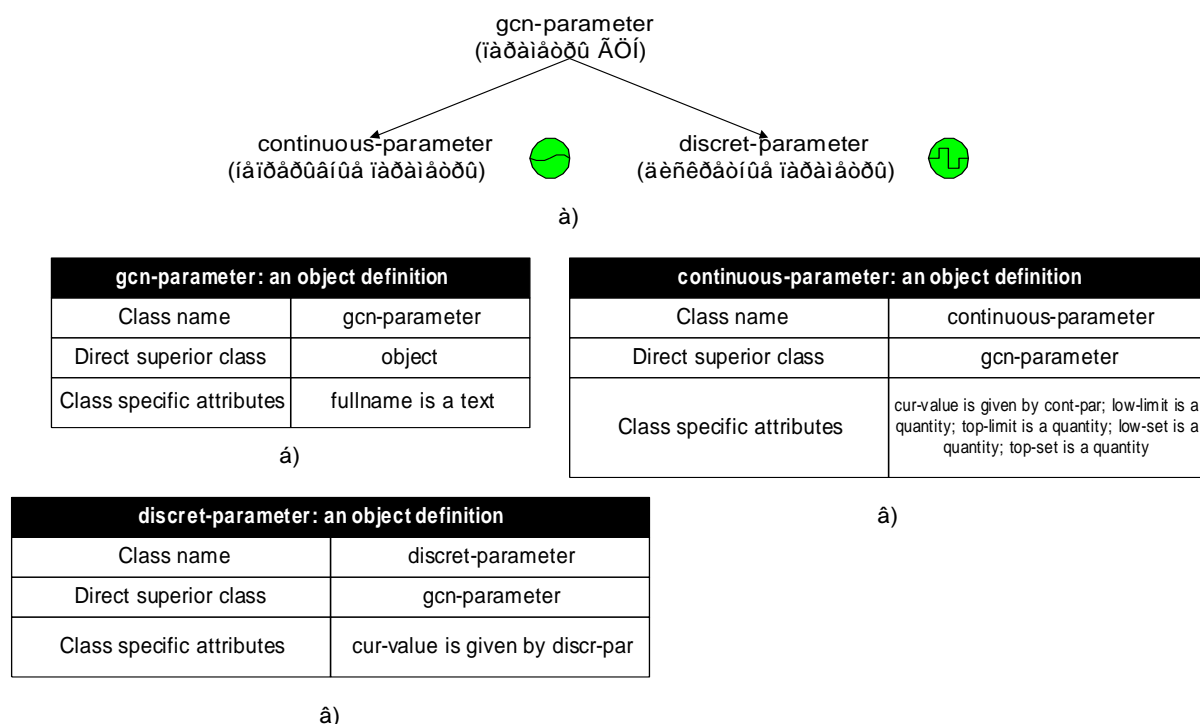 gcn-parameter
(ïàðàìåòðû ÃÖÍ)
continuous-parameter
(íåïðåðûâíûå ïàðàìåòðû)
discret-parameter
(äèñêðåòíûå ïàðàìåòðû)
à)
gcn-parameter: an object definition
Class name gcn-parameter
Direct superior class object
Class specific attributes fullname is a text
á)
continuous-parameter: an object definition
Class name continuous-parameter
Direct superior class gcn-parameter
Class specific attributes
cur-value is given by cont-par; low-limit is a
quantity; top-limit is a quantity; low-set is a
quantity; top-set is a quantity
â)
discret-parameter: an object definition
Class name discret-parameter
Direct superior class gcn-parameter
Class specific attributes cur-value is given by discr-par
â)